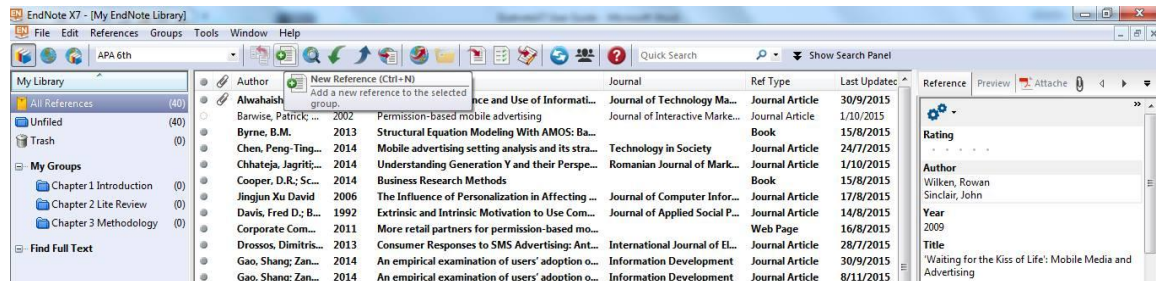 EndNote X7 - [My EndNote Library]
File Edit References Groups Tools Window Help
APA 6th Quick Search Show Search Panel
My Library
All References (40)
Unfiled (40)
Trash (0)
My Groups
Chapter 1 Introduction (0)
Chapter 2 Lite Review (0)
Chapter 3 Methodology (0)
Find Full Text
Author Journal Ref Type Last Updatec
New Reference (Ctrl+N)
Add a new reference to the selected
group.
Alwahaish nce and Use of Informati... Journal of Technology Ma... Journal Article 30/9/2015
Barwise, Patrick; ... 2002 Permission-based mobile advertising Journal of Interactive Marke... Journal Article 1/10/2015
Byrne, B.M. 2013 Structural Equation Modeling With AMOS: Ba... Book 15/8/2015
Chen, Peng-Ting... 2014 Mobile advertising setting analysis and its stra... Technology in Society Journal Article 24/7/2015
Chhateja, Jagriti;... 2014 Understanding Generation Y and their Perspe... Romanian Journal of Mark... Journal Article 1/10/2015
Cooper, D.R.; Sc... 2014 Business Research Methods Book 15/8/2015
Jingjun Xu David 2006 The Influence of Personalization in Affecting ... Journal of Computer Infor... Journal Article 17/8/2015
Davis, Fred D.; B... 1992 Extrinsic and Intrinsic Motivation to Use Com... Journal of Applied Social P... Journal Article 14/8/2015
Corporate Com... 2011 More retail partners for permission-based mo... Web Page 16/8/2015
Drossos, Dimitris... 2013 Consumer Responses to SMS Advertising: Ant... International Journal of El... Journal Article 28/7/2015
Gao, Shang; Zan... 2014 An empirical examination of users' adoption o... Information Development Journal Article 30/9/2015
Gao, Shang; Zan... 2014 An empirical examination of users' adoption o... Information Development Journal Article 8/11/2015
Reference Preview Attache
Rating
Author
Wilken, Rowan
Sinclair, John
Year
2009
Title
'Waiting for the Kiss of Life': Mobile Media and
Advertising